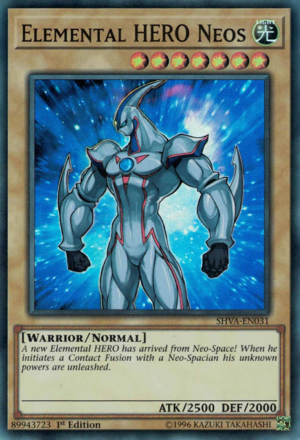 ELEMENTAL HERO NEOS
LIGHT
光
SHVA-EN031
[WARRIOR/NORMAL]
A new Elemental HERO has arrived from Neo-Space! When he
initiates a Contact Fusion with a Neo-Spacian his unknown
powers are unleashed.
ATK/2500 DEF/2000
89943723 1st Edition ©1996 KAZUKI TAKAHASHI